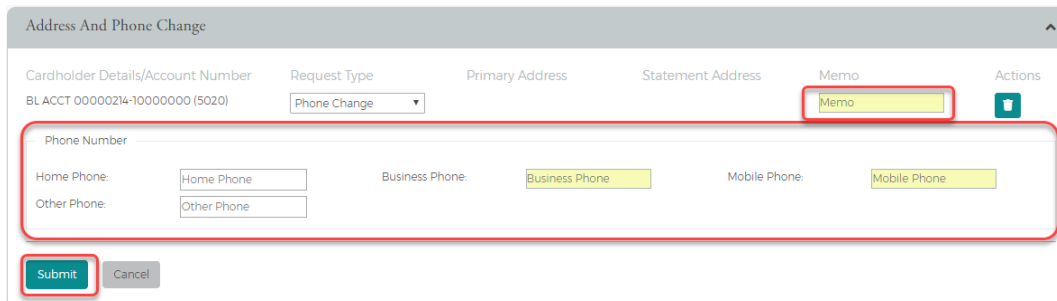 Address And Phone Change
Cardholder Details/Account Number Request Type Primary Address Statement Address Memo Actions
BL ACCT 00000214-10000000 (5020) Phone Change Memo
Phone Number
Home Phone: Home Phone Business Phone: Business Phone Mobile Phone: Mobile Phone
Other Phone: Other Phone
Submit Cancel